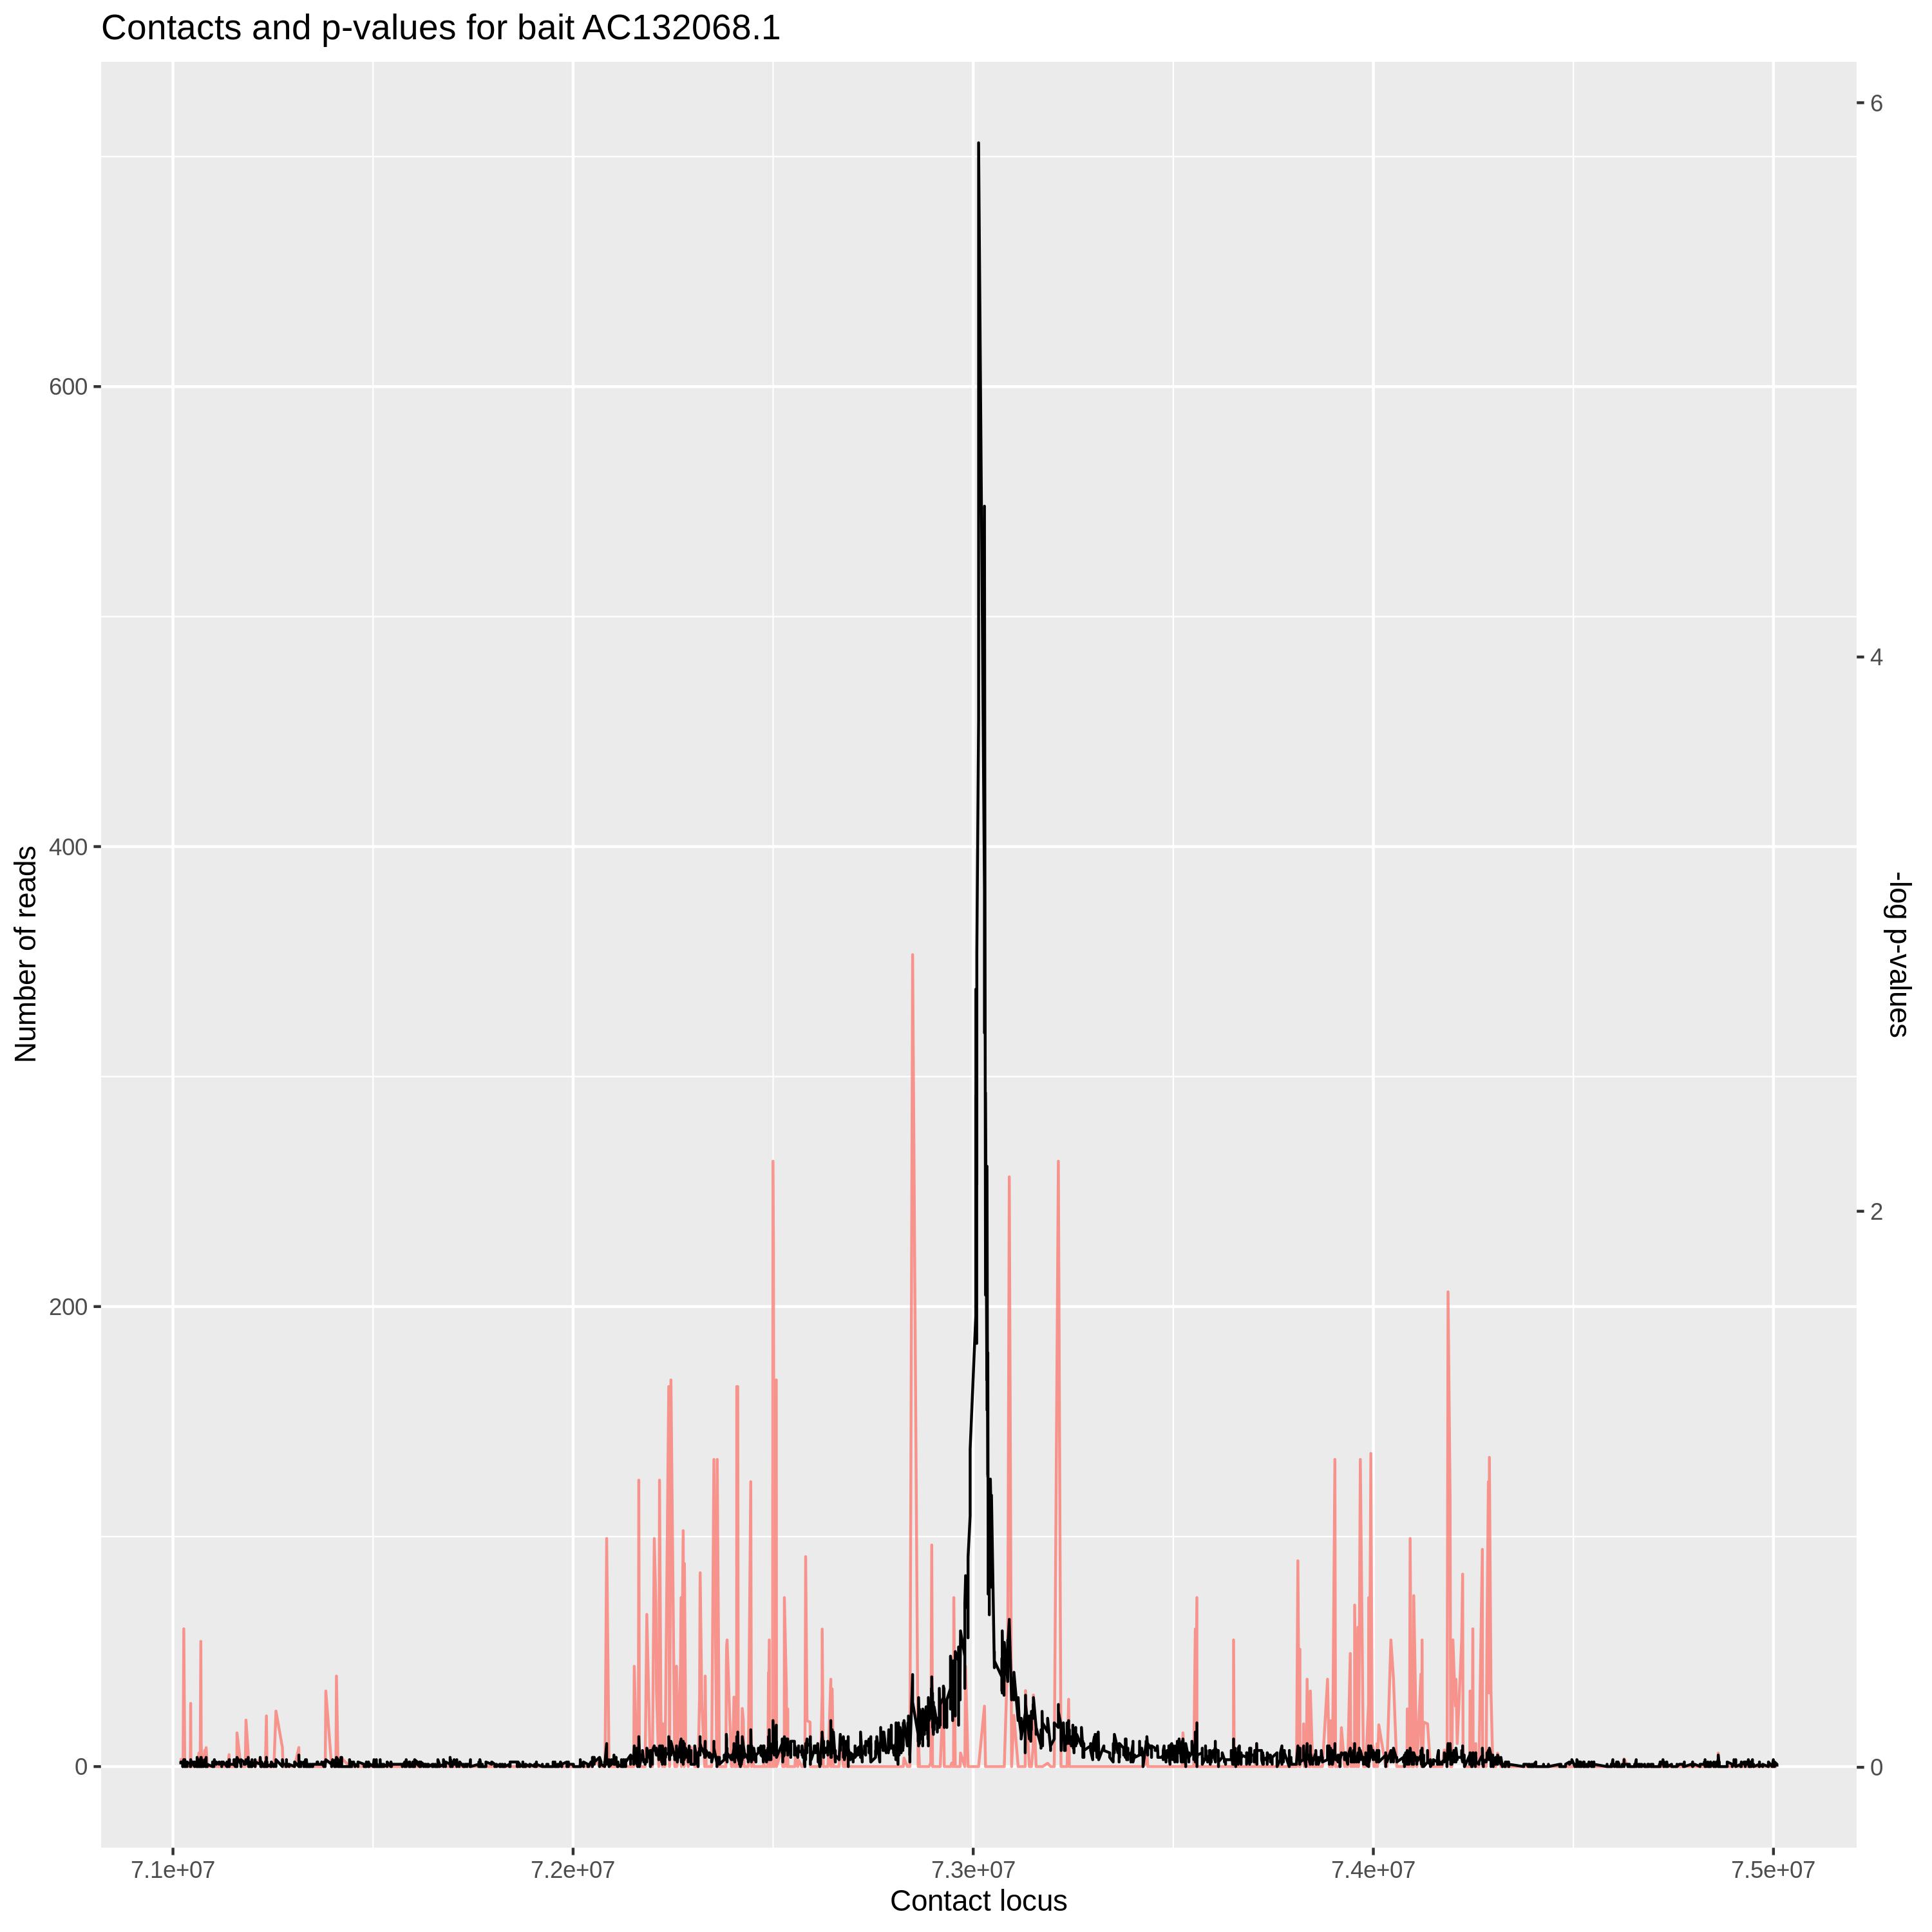 Contacts and p-values for bait AC132068.1
6
600
4
400
Number of reads
-log p-values
2
200
0
0
7.1e+07 7.2e+07 7.3e+07 7.4e+07 7.5e+07
Contact locus